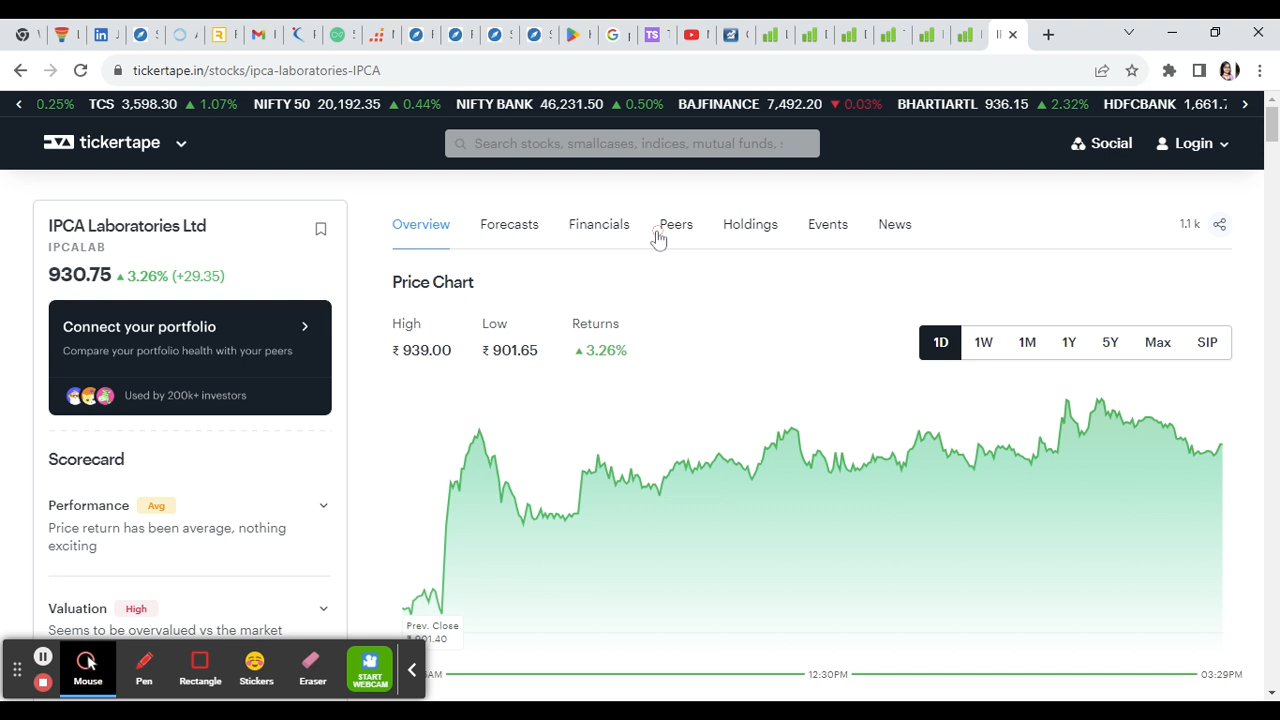 tickertape.in/stocks/ipca-laboratories-IPCA
0.25% TCS 3,598.30 ▲ 1.07% NIFTY 50 20,192.35 ▲ 0.44% NIFTY BANK 46,231.50 ▲ 0.50% BAJFINANCE 7,492.20 ▼ 0.03% BHARTIARTL 936.15 ▲ 2.32% HDFCBANK
tickertape
Search stocks, smallcases, indices, mutual funds,
Social
Login
IPCA Laboratories Ltd
IPCALAB
930.75 ▲ 3.26% (+29.35)
Connect your portfolio
Compare your portfolio health with your peers
Used by 200k+ investors
Scorecard
Performance Avg
Price return has been average, nothing
exciting
Valuation High
Seems to be overvalued vs the market
Overview Forecasts Financials Peers Holdings Events News
1.1 k
Price Chart
High Low Returns
₹ 939.00 ₹ 901.65 ▲ 3.26%
1D 1W 1M 1Y 5Y Max SIP
Prev. Close
AM 12:30PM 03:29PM
Mouse Pen Rectangle Stickers Eraser
START
WEBCAM